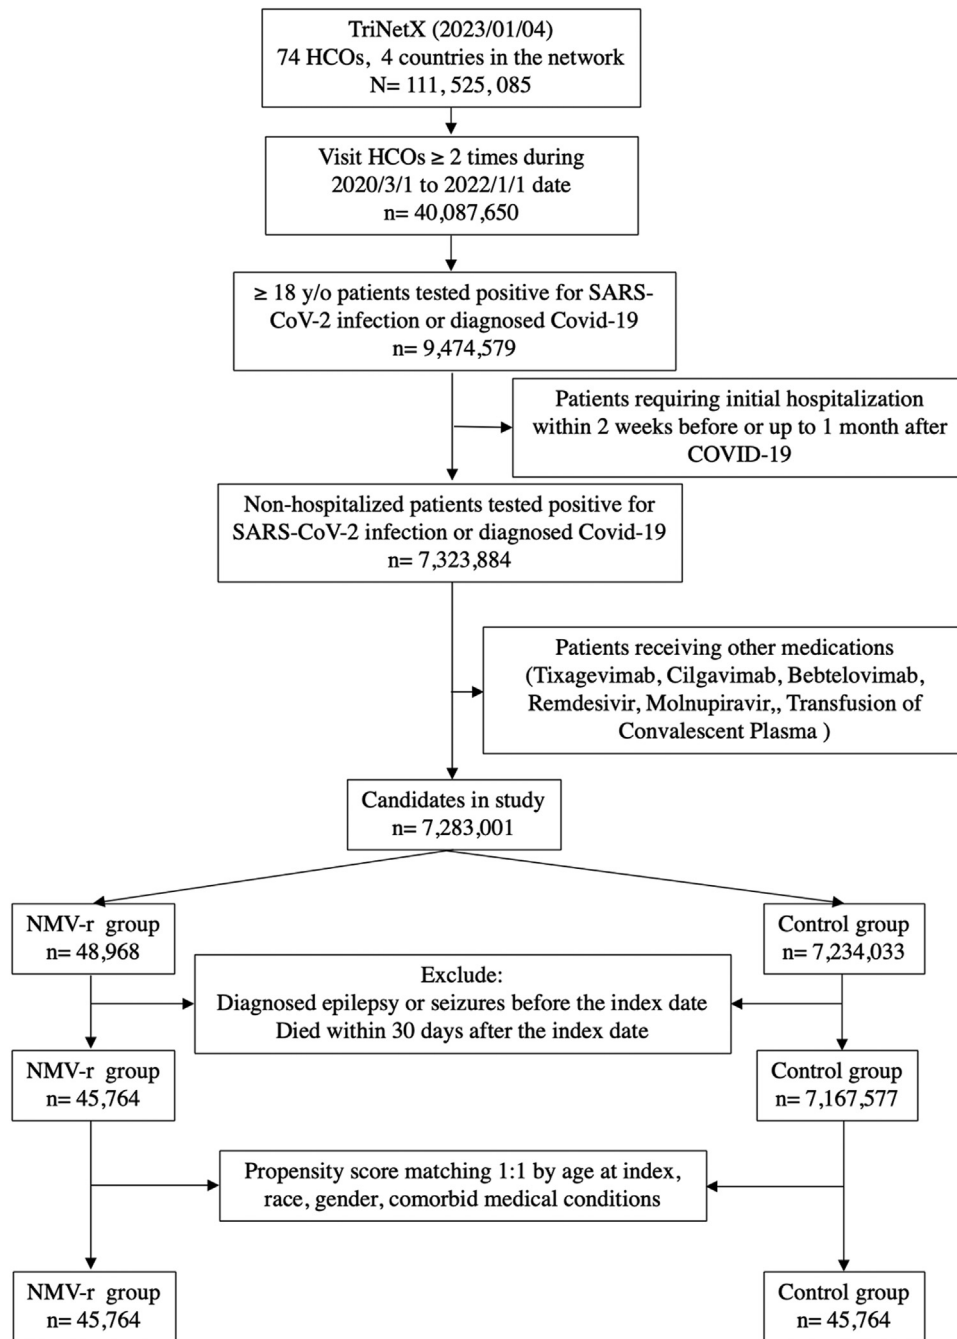 TriNetX (2023/01/04)
74 HCOs, 4 countries in the network
N= 111, 525, 085
Visit HCOs ≥ 2 times during
2020/3/1 to 2022/1/1 date
n= 40,087,650
≥ 18 y/o patients tested positive for SARS-
CoV-2 infection or diagnosed Covid-19
n= 9,474,579
Patients requiring initial hospitalization
within 2 weeks before or up to 1 month after
COVID-19
Non-hospitalized patients tested positive for
SARS-CoV-2 infection or diagnosed Covid-19
n= 7,323,884
Patients receiving other medications
(Tixagevimab, Cilgavimab, Bebtelovimab,
Remdesivir, Molnupiravir,, Transfusion of
Convalescent Plasma )
Candidates in study
n= 7,283,001
NMV-r group
n= 48,968
Control group
n= 7,234,033
Exclude:
Diagnosed epilepsy or seizures before the index date
Died within 30 days after the index date
NMV-r group
n= 45,764
Control group
n= 7,167,577
Propensity score matching 1:1 by age at index,
race, gender, comorbid medical conditions
NMV-r group
n= 45,764
Control group
n= 45,764